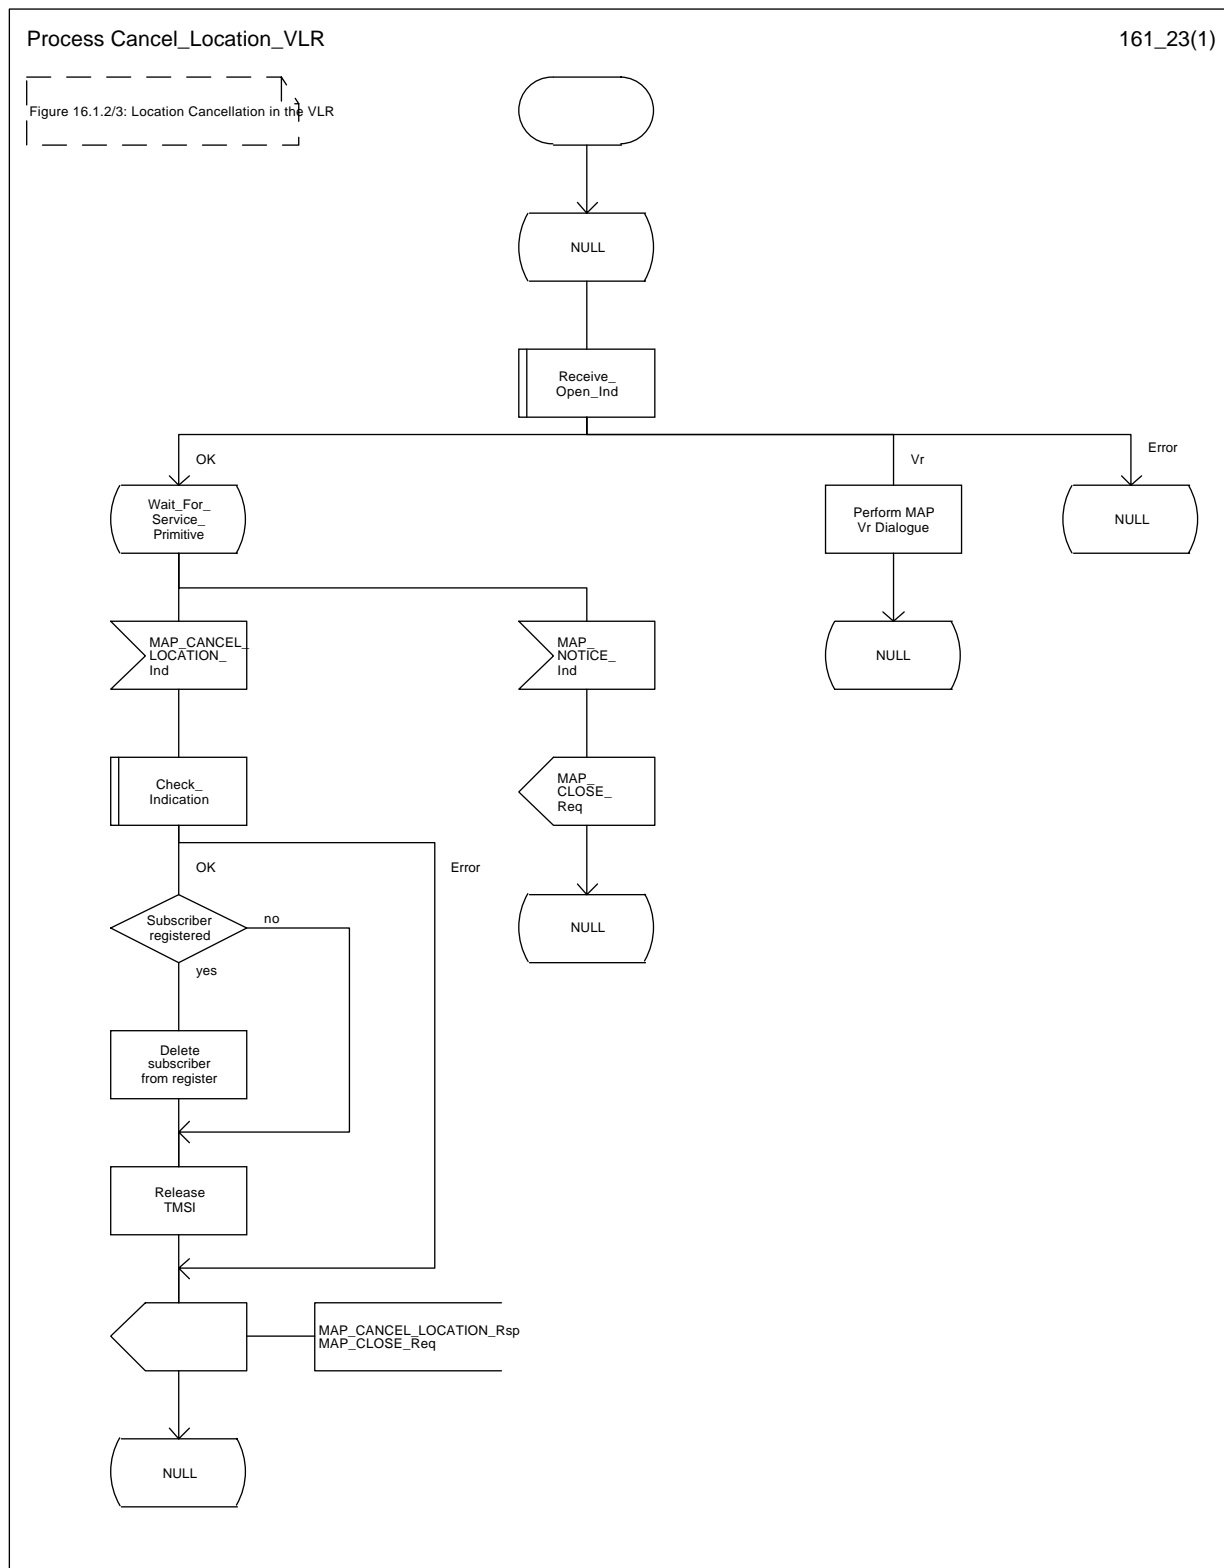 Process Cancel_Location_VLR
161_23(1)
Figure 16.1.2/3: Location Cancellation in the VLR
NULL
Receive_
Open_Ind
OK
Vr
Error
Wait_For_
Service_
Primitive
Perform MAP
Vr Dialogue
NULL
MAP_CANCEL_
LOCATION_
Ind
MAP_
NOTICE_
Ind
NULL
Check_
Indication
MAP_
CLOSE_
Req
OK
Error
Subscriber
registered
no
NULL
yes
Delete
subscriber
from register
Release
TMSI
MAP_CANCEL_LOCATION_Rsp
MAP_CLOSE_Req
NULL